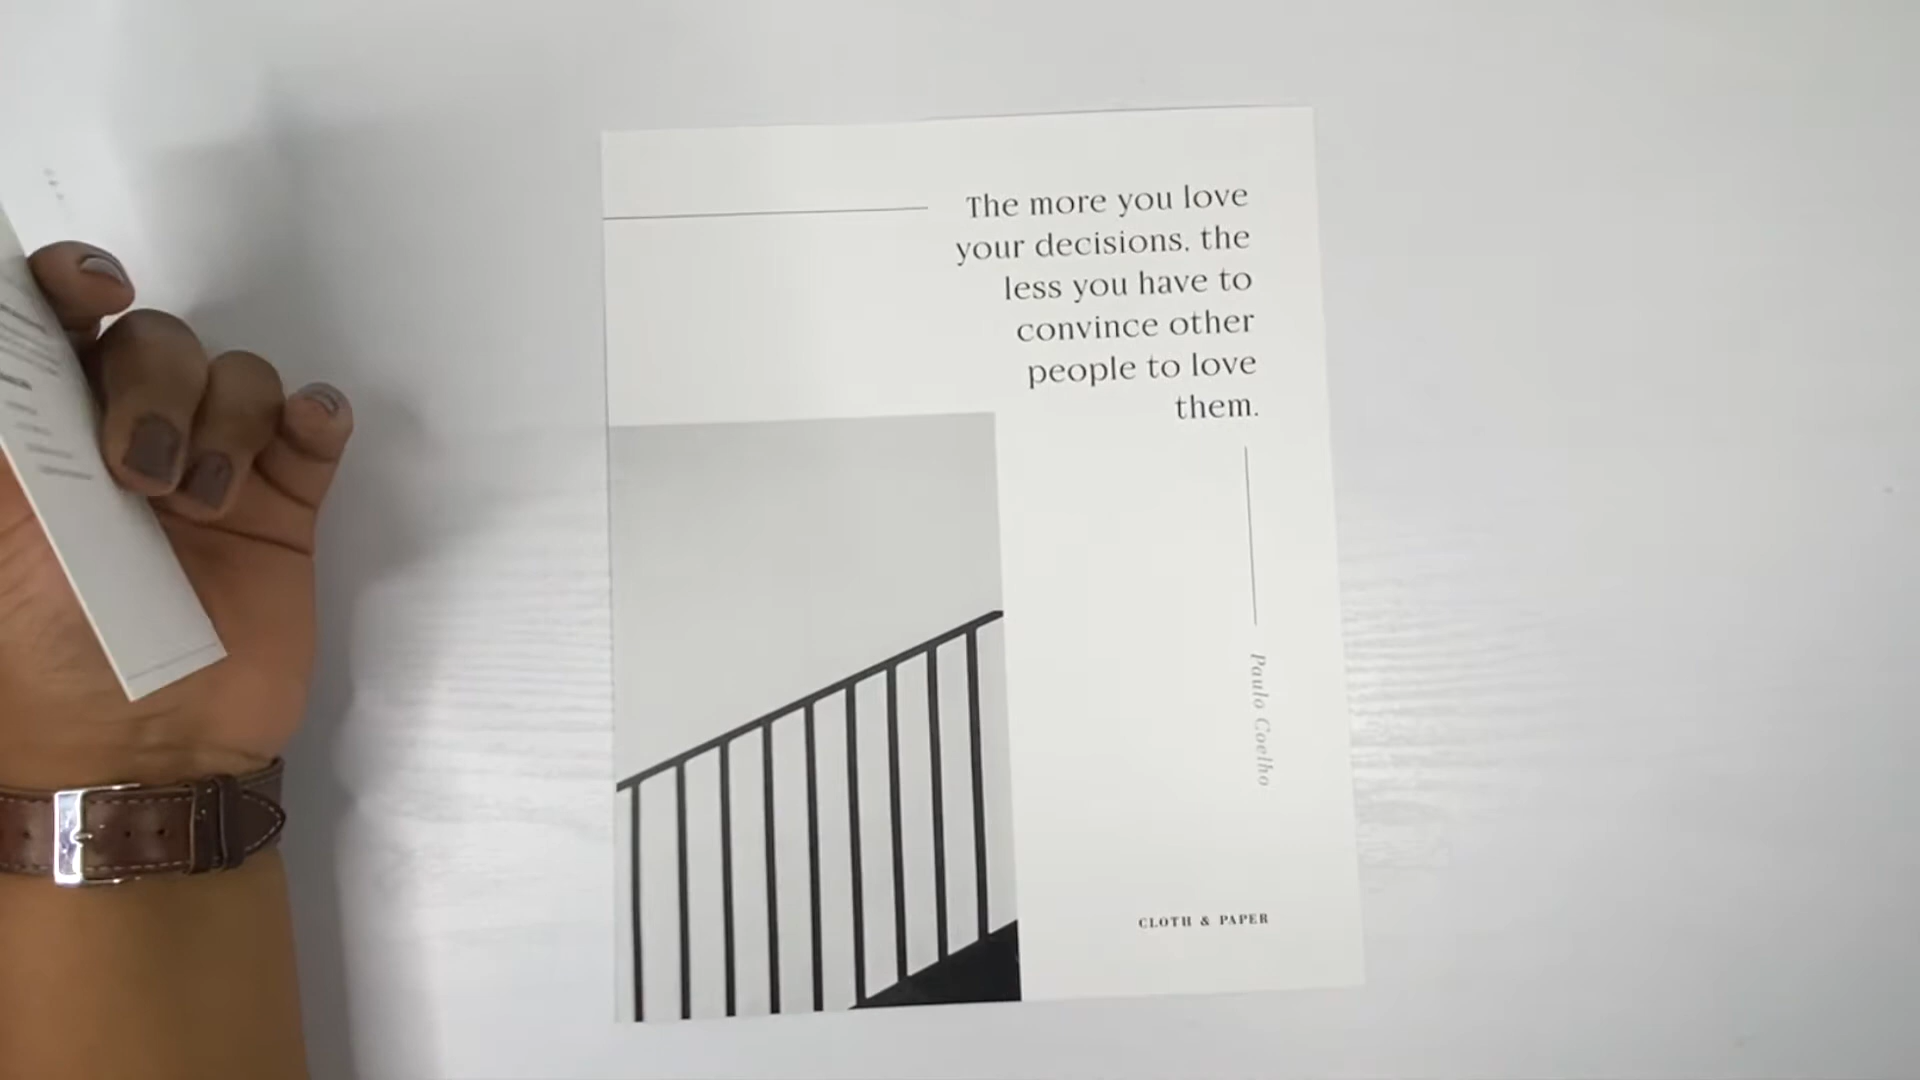 The more you love
your decisions, the
less you have to
convince other
people to love
them.
Paulo Coelho
CLOTH & PAPER